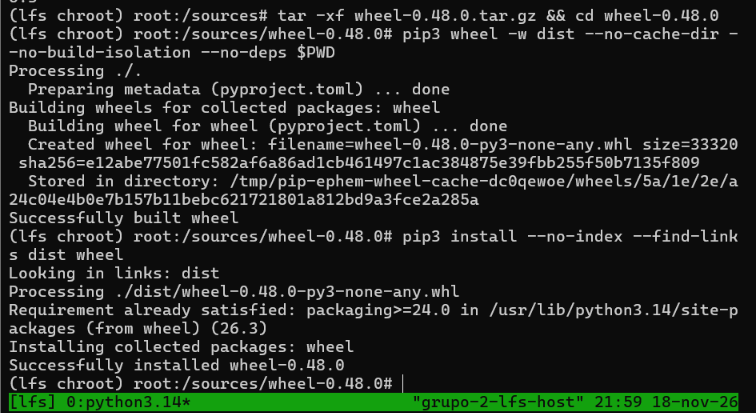 (lfs chroot) root:/sources# tar -xf wheel-0.48.0.tar.gz && cd wheel-0.48.0
(lfs chroot) root:/sources/wheel-0.48.0# pip3 wheel -w dist --no-cache-dir -
-no-build-isolation --no-deps $PWD
Processing ./.
  Preparing metadata (pyproject.toml) ... done
Building wheels for collected packages: wheel
  Building wheel for wheel (pyproject.toml) ... done
  Created wheel for wheel: filename=wheel-0.48.0-py3-none-any.whl size=33320
 sha256=e12abe77501fc582af6a86ad1cb461497c1ac384875e39fbb255f50b7135f809
  Stored in directory: /tmp/pip-ephem-wheel-cache-dc0qewoe/wheels/5a/1e/2e/a
24c04e4b0e7b157b11bebc621721801a812bd9a3fce2a285a
Successfully built wheel
(lfs chroot) root:/sources/wheel-0.48.0# pip3 install --no-index --find-link
s dist wheel
Looking in links: dist
Processing ./dist/wheel-0.48.0-py3-none-any.whl
Requirement already satisfied: packaging>=24.0 in /usr/lib/python3.14/site-p
ackages (from wheel) (26.3)
Installing collected packages: wheel
Successfully installed wheel-0.48.0
(lfs chroot) root:/sources/wheel-0.48.0#
[lfs] 0:python3.14* "grupo-2-lfs-host" 21:59 18-nov-26